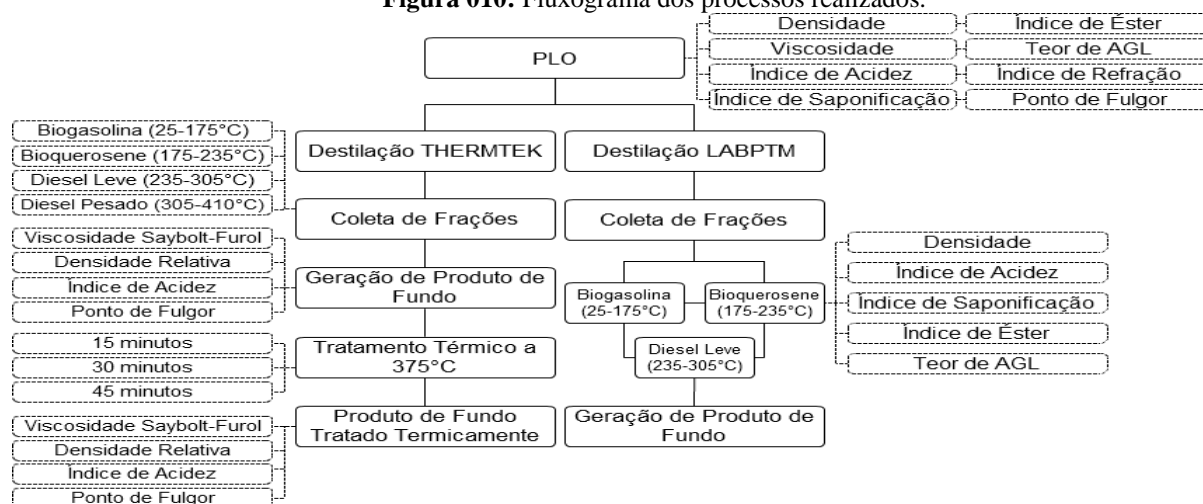 Figura 010: Fluxograma dos processos realizados.
PLO
Densidade
Índice de Éster
Viscosidade
Teor de AGL
Índice de Acidez
Índice de Refração
Índice de Saponificação
Ponto de Fulgor
Destilação THERMTEK
Destilação LABPTM
Biogasolina (25-175°C)
Bioquerosene (175-235°C)
Diesel Leve (235-305°C)
Diesel Pesado (305-410°C)
Coleta de Frações
Coleta de Frações
Viscosidade Saybolt-Furol
Densidade Relativa
Índice de Acidez
Ponto de Fulgor
Geração de Produto de
Fundo
Biogasolina
(25-175°C)
Bioquerosene
(175-235°C)
Diesel Leve
(235-305°C)
Densidade
Índice de Acidez
Índice de Saponificação
Índice de Éster
Teor de AGL
15 minutos
30 minutos
45 minutos
Tratamento Térmico a
375°C
Produto de Fundo
Tratado Termicamente
Geração de Produto de
Fundo
Viscosidade Saybolt-Furol
Densidade Relativa
Índice de Acidez
Ponto de Fulgor